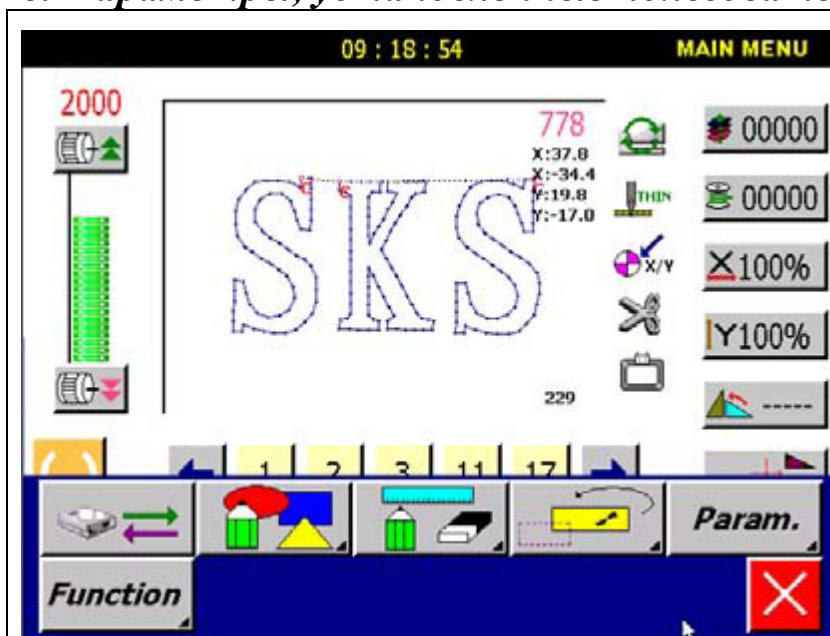 09 : 18 : 54 MAIN MENU
2000
778
X:37.8
X:-34.4
Y:19.8
Y:-17.0
SKS
THIN
X/Y
00000
00000
X100%
Y100%
229
-----
1 2 3 11 17
Param.
Function